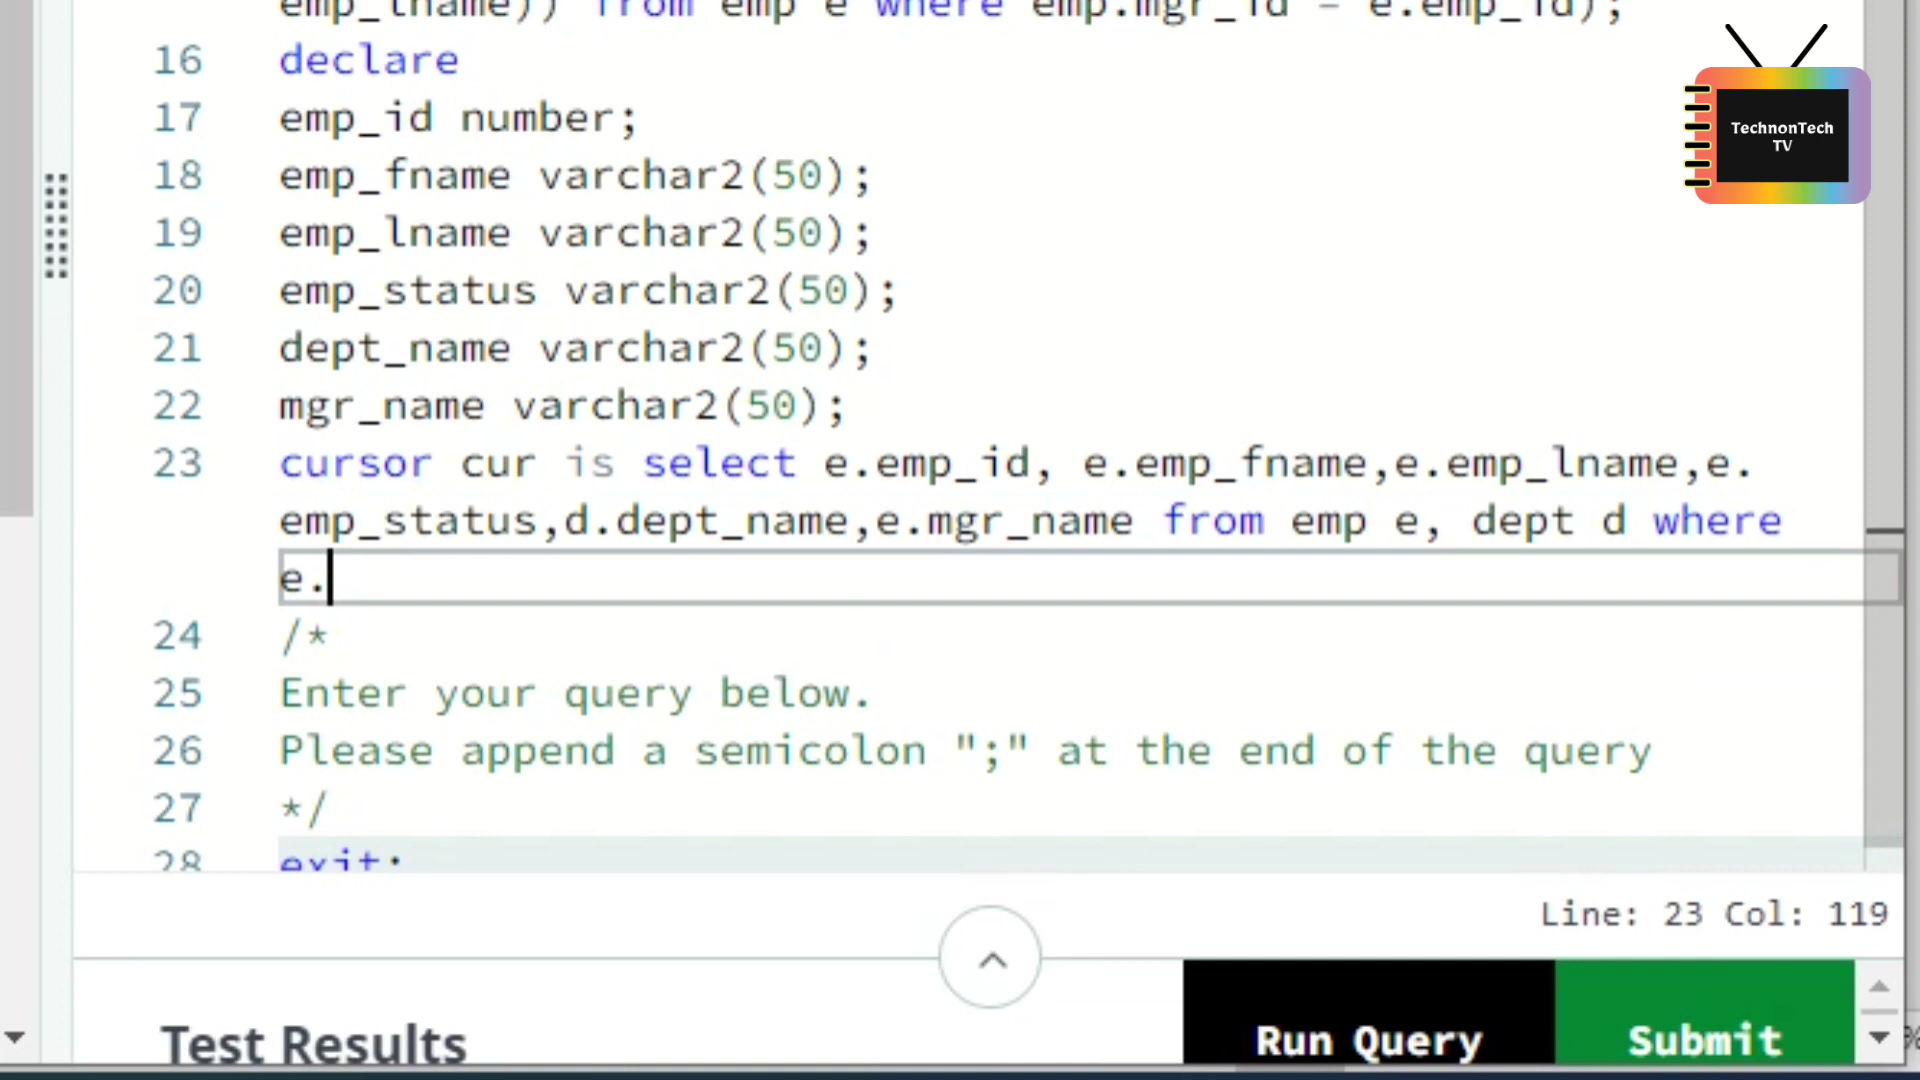 emp_lname)) from emp e where emp.mgr_id = e.emp_id);
16 declare
17 emp_id number;
18 emp_fname varchar2(50);
19 emp_lname varchar2(50);
20 emp_status varchar2(50);
21 dept_name varchar2(50);
22 mgr_name varchar2(50);
23 cursor cur is select e.emp_id, e.emp_fname,e.emp_lname,e.
emp_status,d.dept_name,e.mgr_name from emp e, dept d where
e.
24 /*
25 Enter your query below.
26 Please append a semicolon ";" at the end of the query
27 */
28 exit;
Line: 23 Col: 119
Test Results
Run Query
Submit
%
TechnonTech
TV